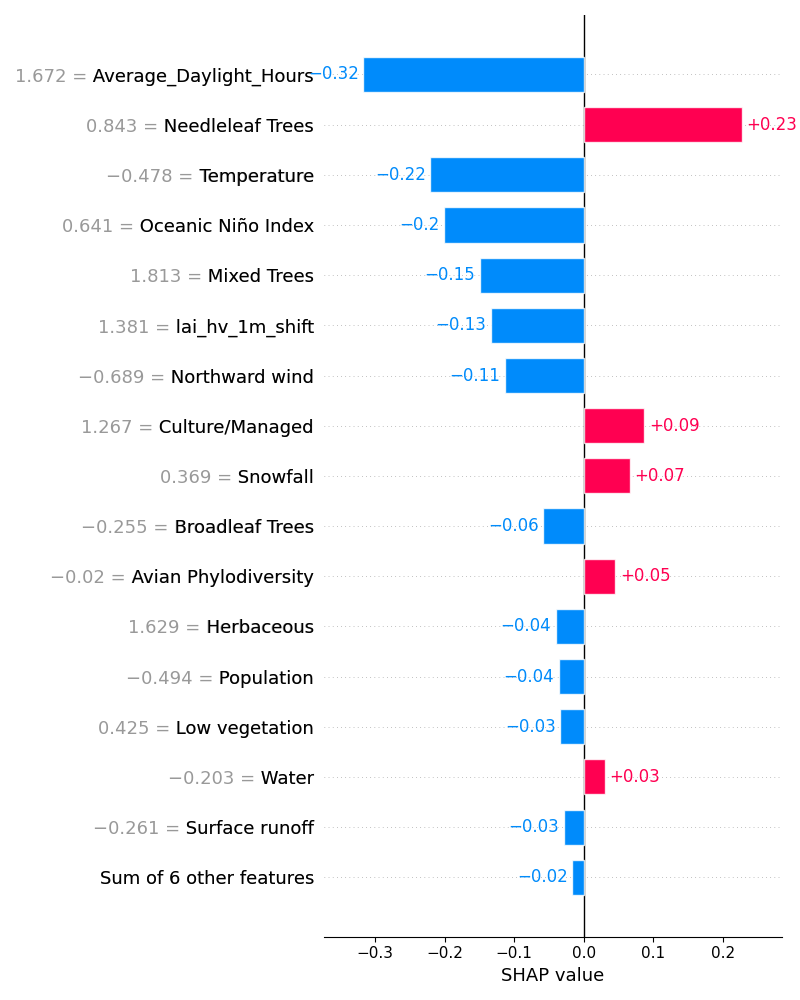 1.672 = Average_Daylight_Hours −0.32
0.843 = Needleleaf Trees +0.23
−0.478 = Temperature −0.22
0.641 = Oceanic Niño Index −0.2
1.813 = Mixed Trees −0.15
1.381 = lai_hv_1m_shift −0.13
−0.689 = Northward wind −0.11
1.267 = Culture/Managed +0.09
0.369 = Snowfall +0.07
−0.255 = Broadleaf Trees −0.06
−0.02 = Avian Phylodiversity +0.05
1.629 = Herbaceous −0.04
−0.494 = Population −0.04
0.425 = Low vegetation −0.03
−0.203 = Water +0.03
−0.261 = Surface runoff −0.03
Sum of 6 other features −0.02
−0.3 −0.2 −0.1 0.0 0.1 0.2
SHAP value